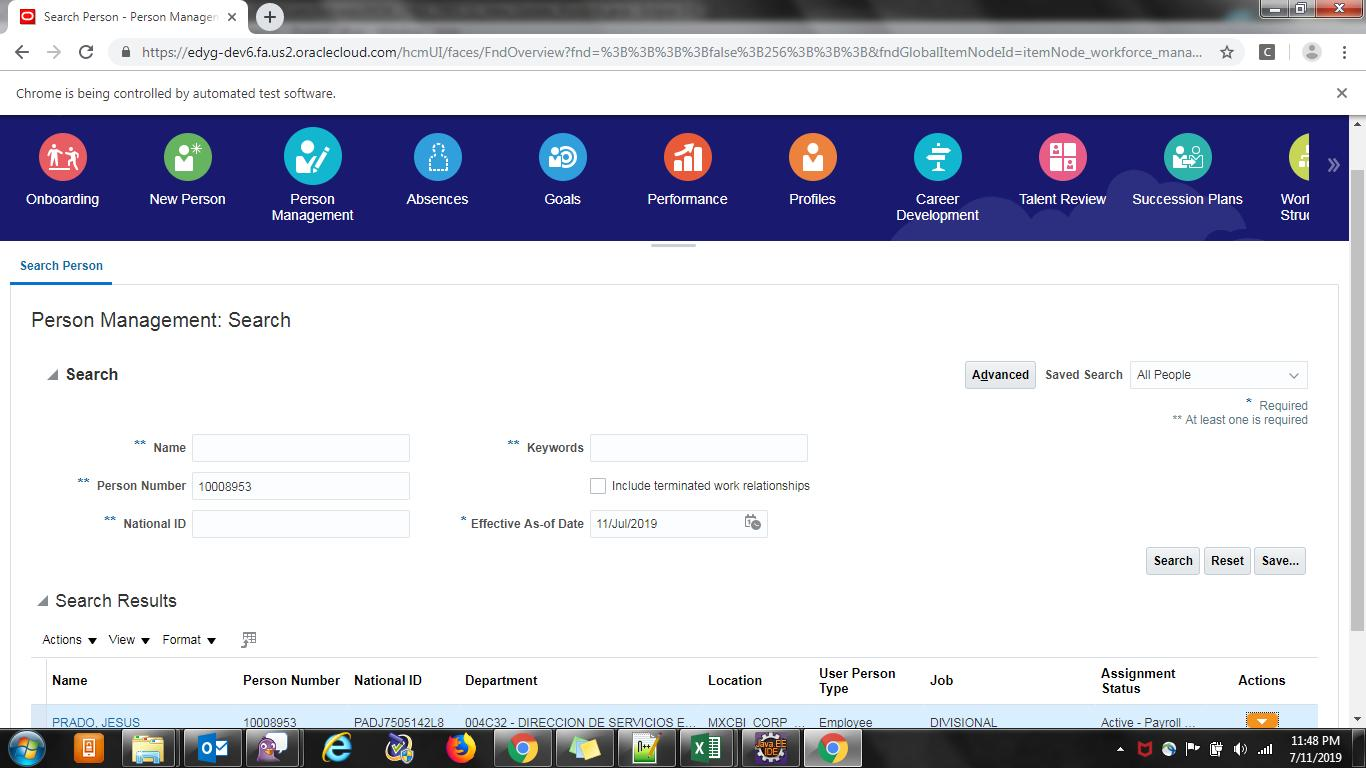 Search Person - Person Managem
https://edyg-dev6.fa.us2.oraclecloud.com/hcmUI/faces/FndOverview?fnd=%3B%3B%3B%3Bfalse%3B256%3B%3B%3B&fndGlobalItemNodeId=itemNode_workforce_mana...
C
Chrome is being controlled by automated test software.
Onboarding
New Person
Person Management
Absences
Goals
Performance
Profiles
Career Development
Talent Review
Succession Plans
Search Person
Person Management: Search
Search
Advanced
Saved Search
All People
* Required
** At least one is required
** Name
** Keywords
** Person Number 10008953
Include terminated work relationships
** National ID
* Effective As-of Date 11/Jul/2019
Search Reset Save...
Search Results
Actions View Format
Name Person Number National ID Department Location User Person Type Job Assignment Status Actions
PRADO, JESUS 10008953 PADJ7505142L8 004C32 - DIRECCION DE SERVICIOS E... MXCBI_CORP_... Employee DIVISIONAL Active - Payroll ...
Java EE IDE
11:48 PM
7/11/2019